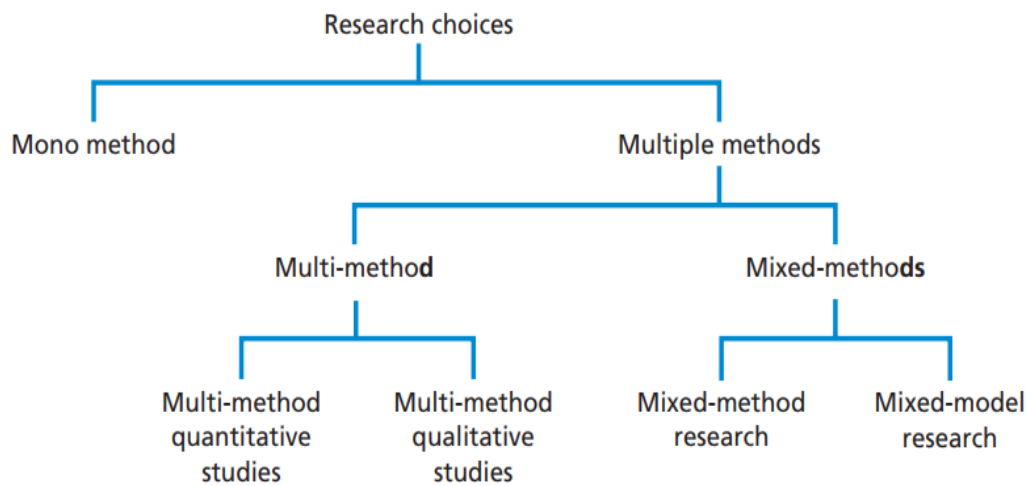 Research choices
Mono method
Multiple methods
Multi-method
Mixed-methods
Multi-method
quantitative
studies
Multi-method
qualitative
studies
Mixed-method
research
Mixed-model
research